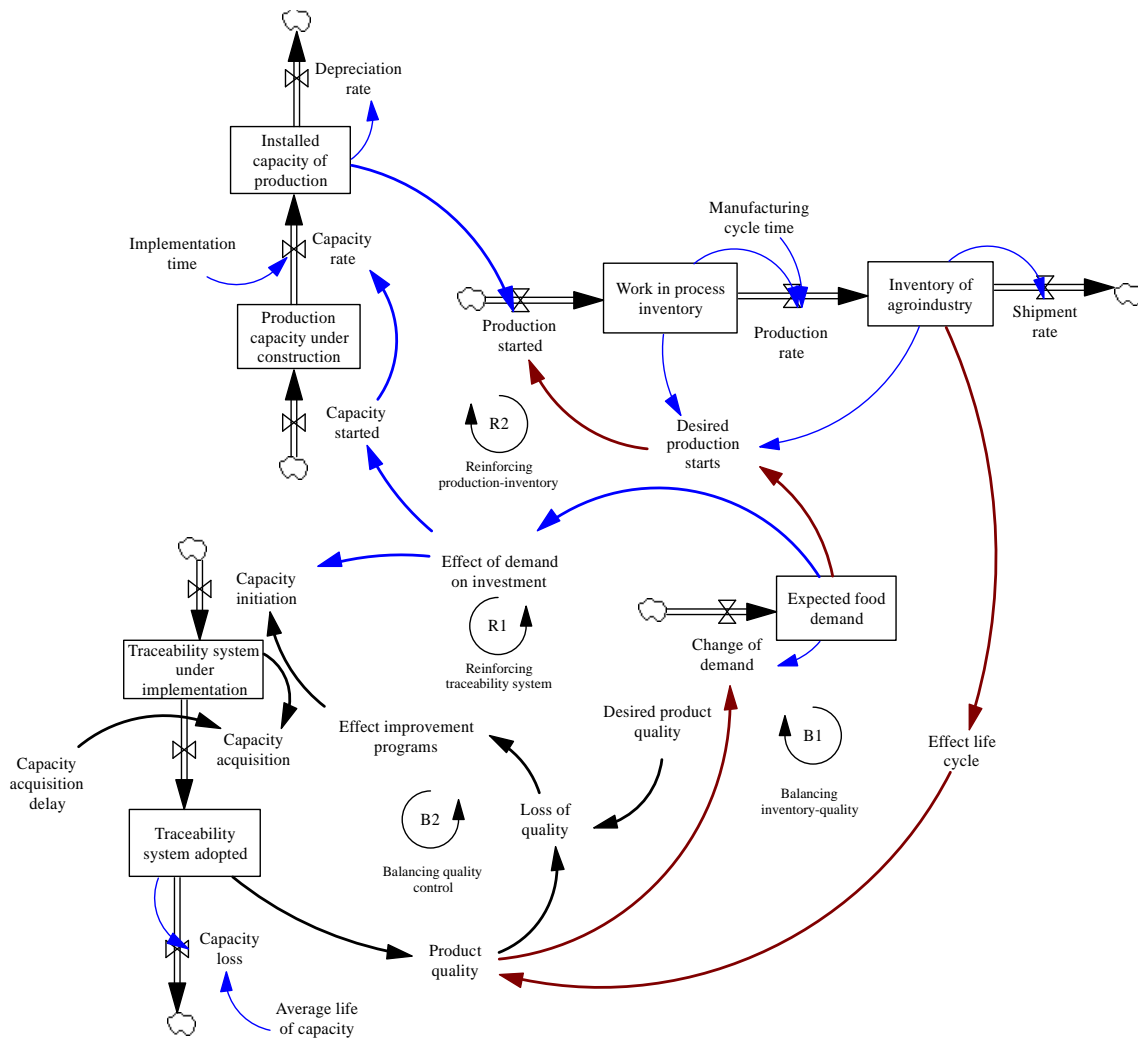 Depreciation
rate
Installed
capacity of
production
Implementation
time
Capacity
rate
Production
capacity under
construction
Capacity
started
Manufacturing
cycle time
Work in process
inventory
Inventory of
agroindustry
Production
started
Production
rate
Shipment
rate
R2
Reinforcing
production-inventory
Desired
production
starts
Effect of demand
on investment
R1
Reinforcing
traceability system
Capacity
initiation
Expected food
demand
Change of
demand
Traceability system
under
implementation
Effect improvement
programs
Desired product
quality
B1
Balancing
inventory-quality
Effect life
cycle
Capacity
acquisition
Capacity
acquisition
delay
B2
Balancing quality
control
Loss of
quality
Traceability
system adopted
Capacity
loss
Product
quality
Average life
of capacity